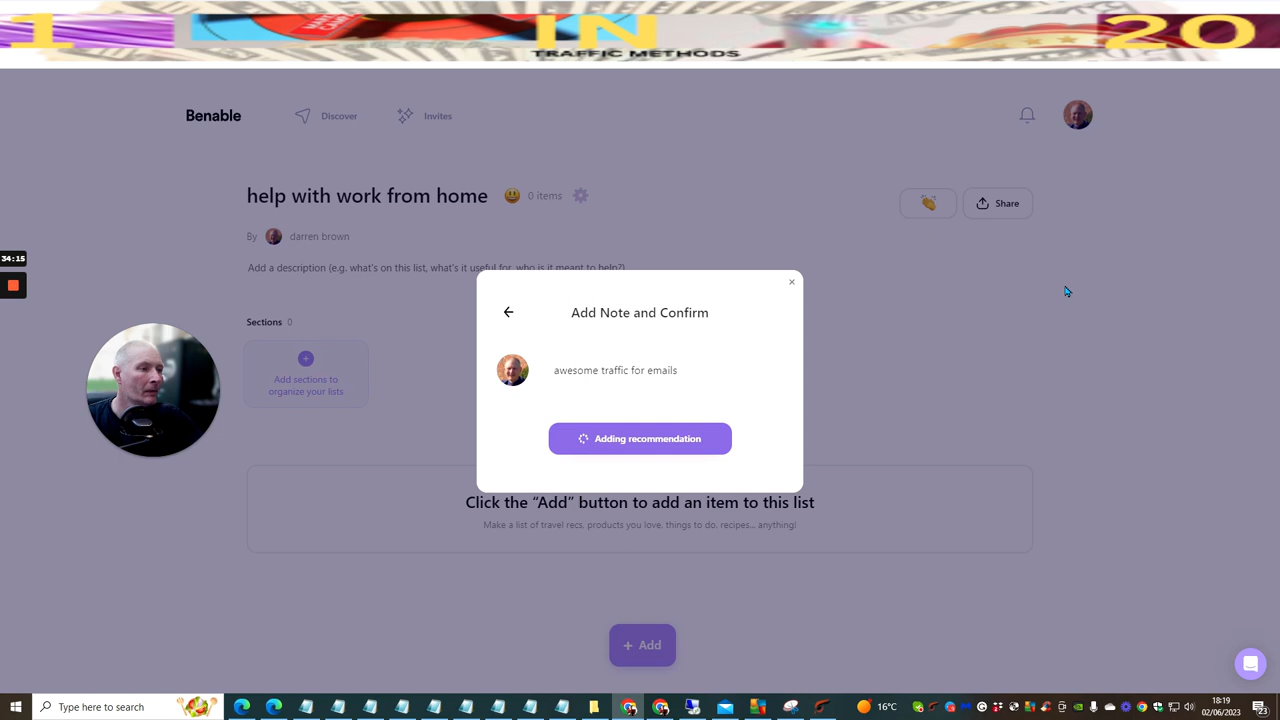 1 IN 20
TRAFFIC METHODS
Benable
Discover
Invites
help with work from home
0 items
Share
By darren brown
Add a description (e.g. what's on this list, what's it useful for, who is it meant to help?)
34:15
Add Note and Confirm
Sections 0
awesome traffic for emails
Add sections to
organize your lists
Adding recommendation
Click the “Add” button to add an item to this list
Make a list of travel recs, products you love, things to do, recipes... anything!
+ Add
Type here to search
16°C
18:19
02/06/2023